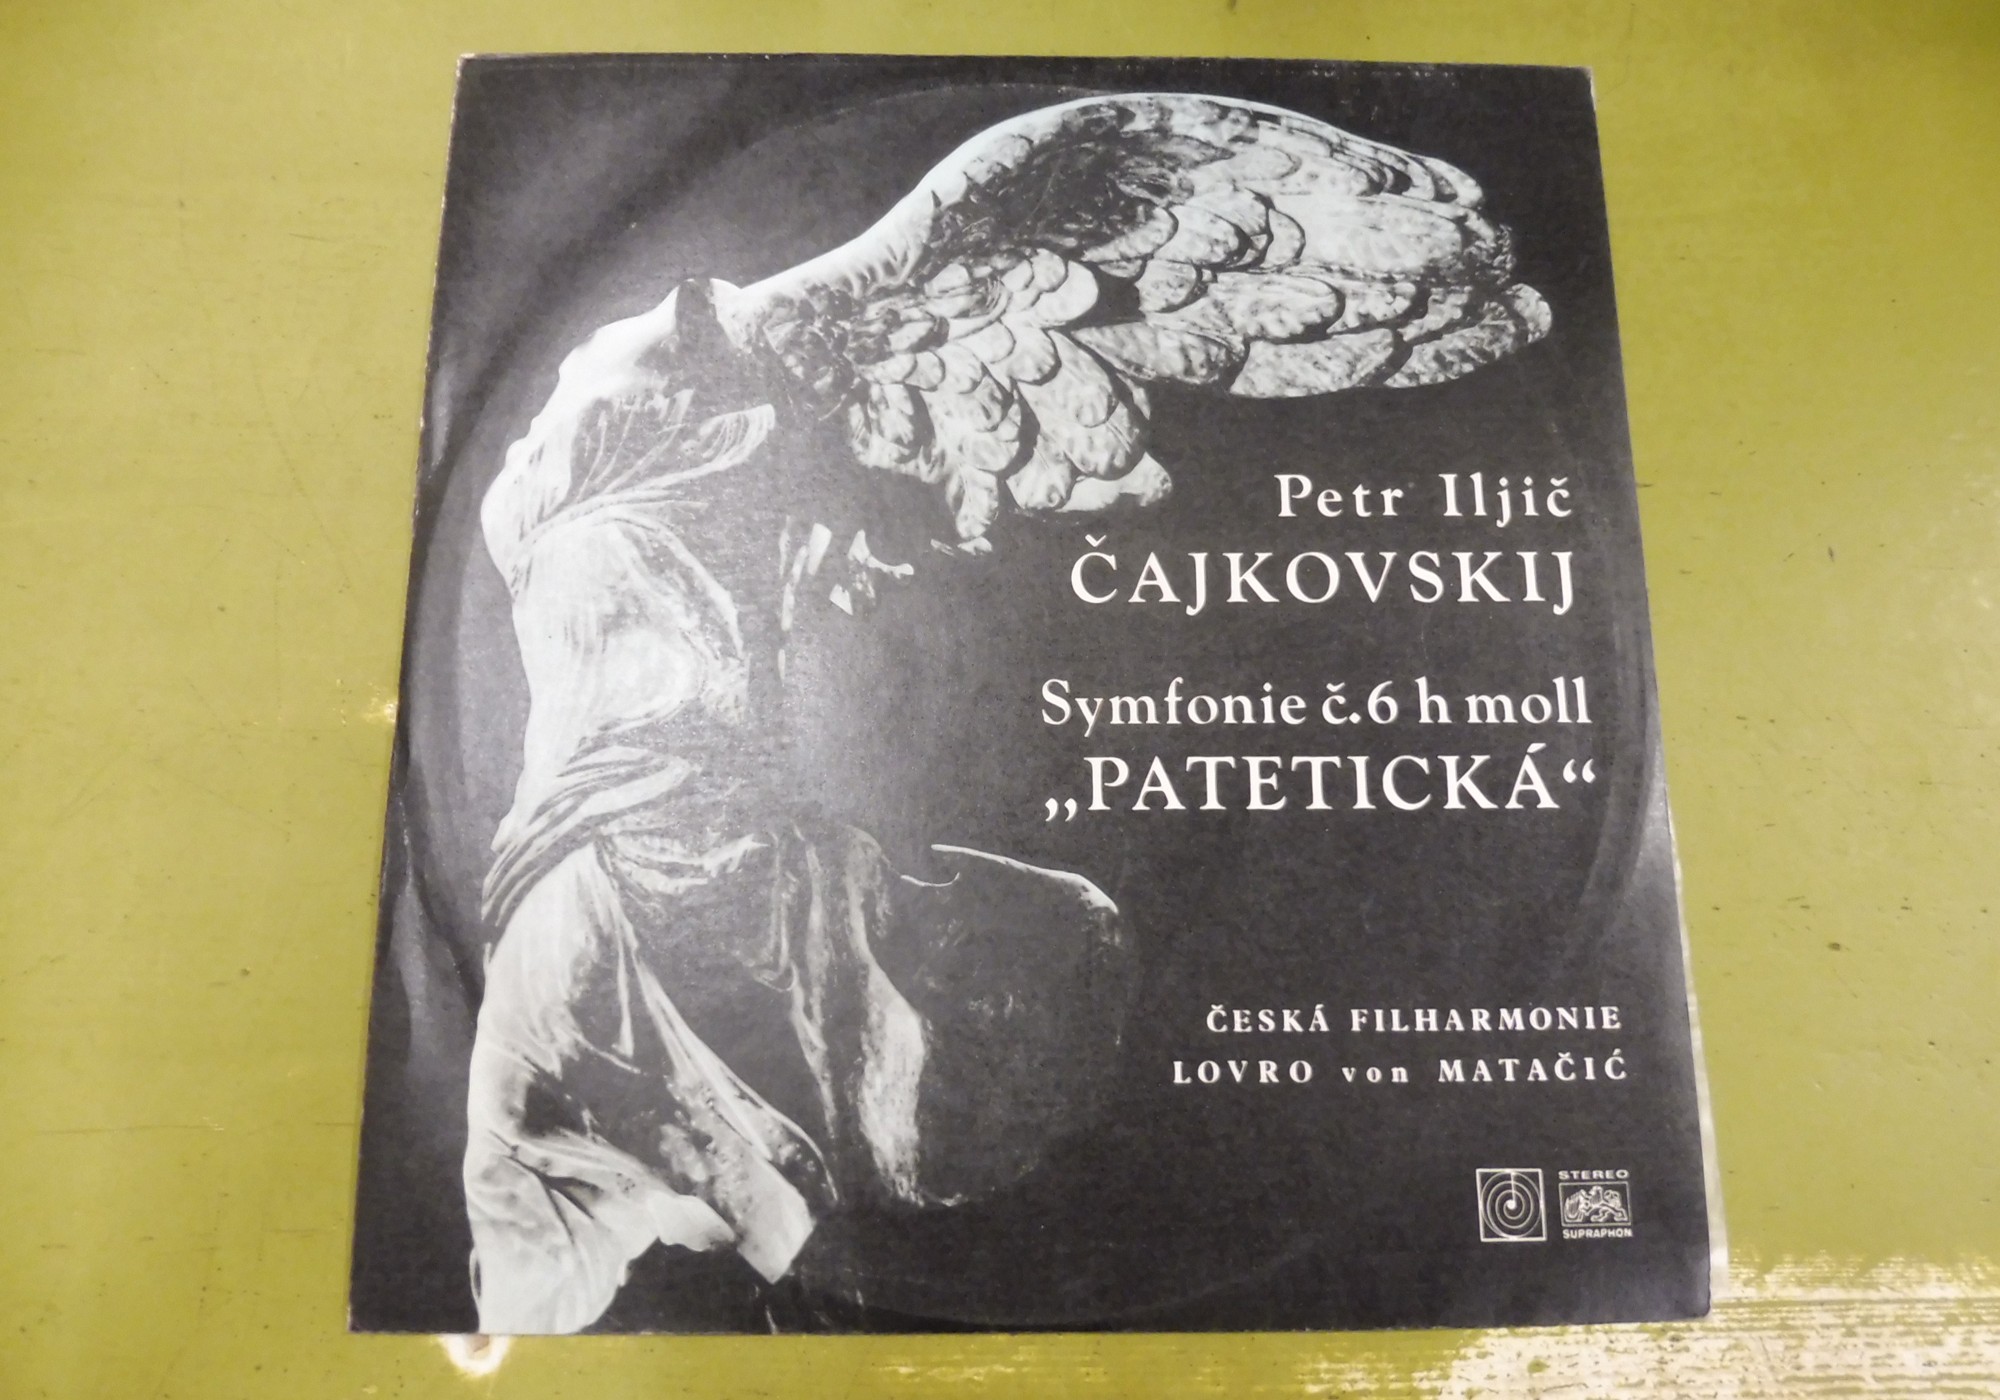 Petr Iljič
ČAJKOVSKIJ
Symfonie č.6 h moll
„PATETICKÁ“
ČESKÁ FILHARMONIE
LOVRO von MATAČIĆ
STEREO
SUPRAPHON